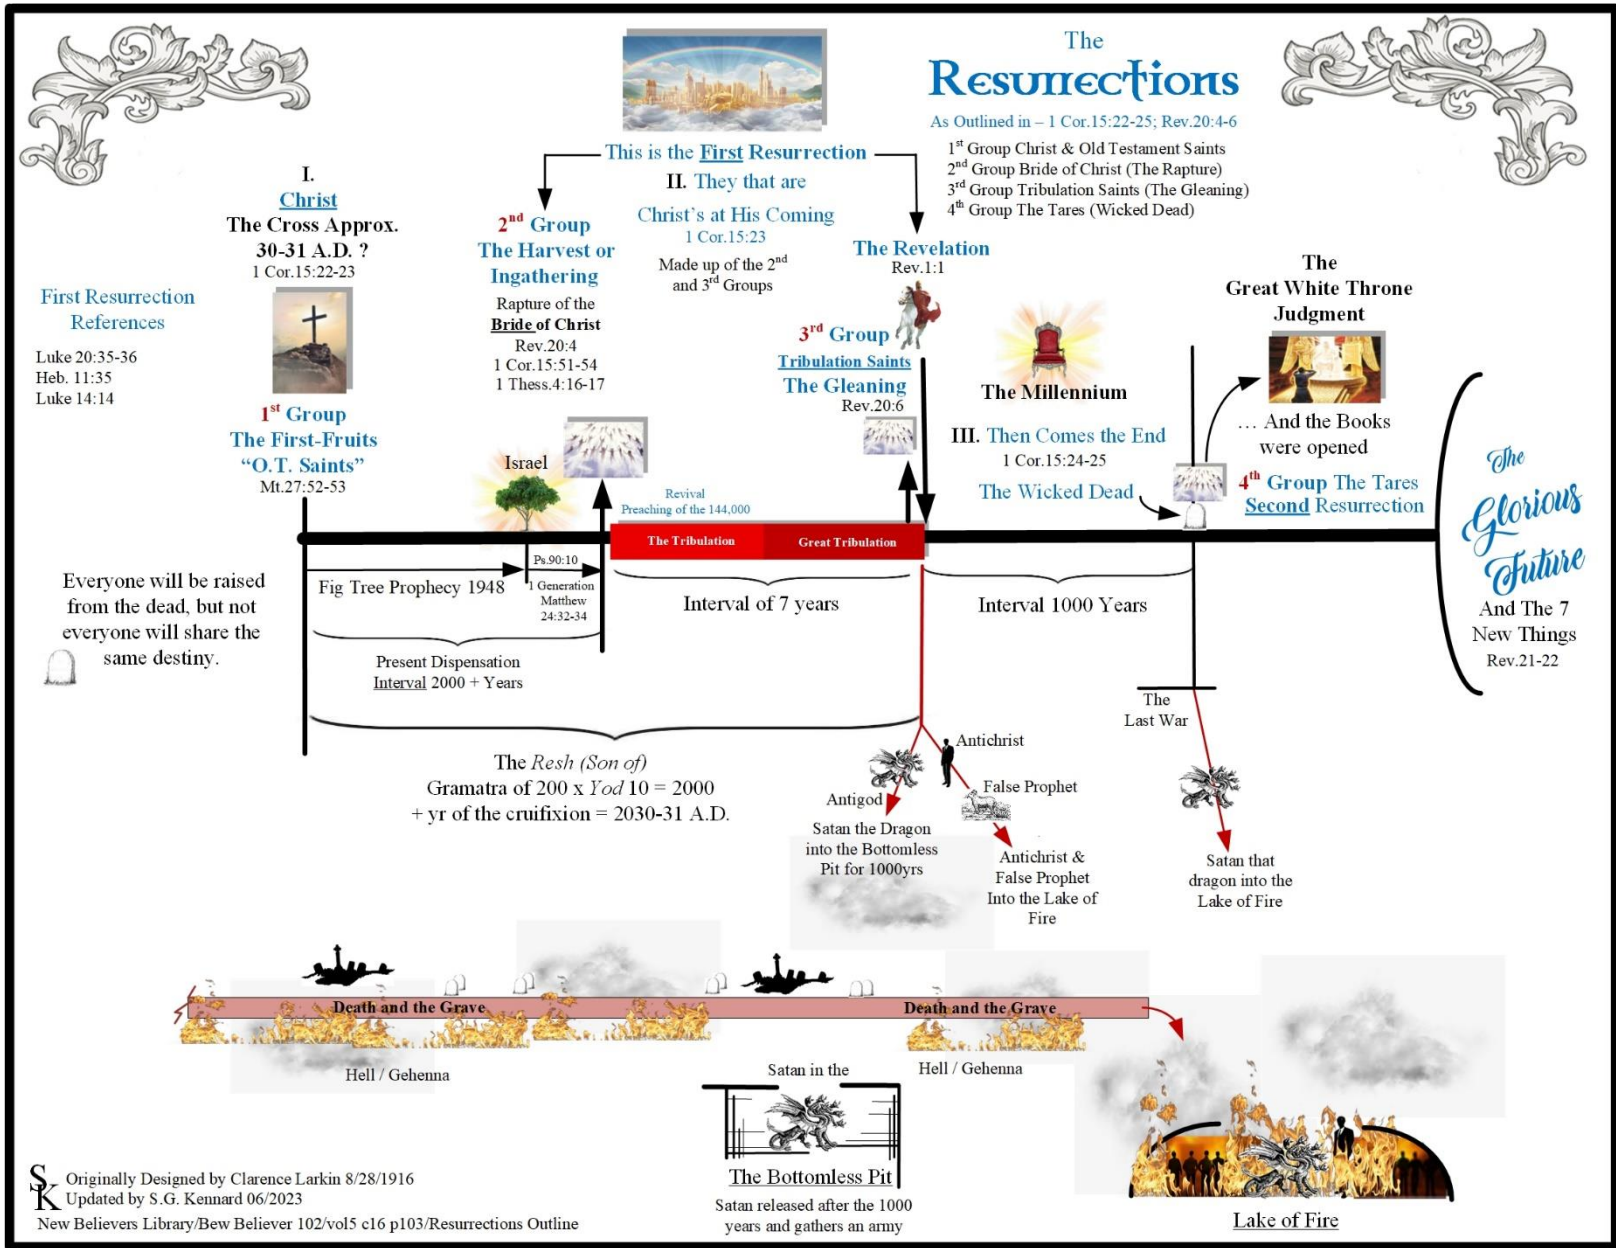 The
Resurrections
As Outlined in – 1 Cor.15:22-25; Rev.20:4-6
1st Group Christ & Old Testament Saints
2nd Group Bride of Christ (The Rapture)
3rd Group Tribulation Saints (The Gleaning)
4th Group The Tares (Wicked Dead)
This is the First Resurrection
II. They that are
Christ's at His Coming
1 Cor.15:23
Made up of the 2nd
and 3rd Groups
First Resurrection
References
Luke 20:35-36
Heb. 11:35
Luke 14:14
I.
Christ
The Cross Approx.
30-31 A.D. ?
1 Cor.15:22-23
1st Group
The First-Fruits
“O.T. Saints”
Mt.27:52-53
2nd Group
The Harvest or
Ingathering
Rapture of the
Bride of Christ
Rev.20:4
1 Cor.15:51-54
1 Thess.4:16-17
Israel
The Revelation
Rev.1:1
3rd Group
Tribulation Saints
The Gleaning
Rev.20:6
Revival
Preaching of the 144,000
The Tribulation
Great Tribulation
The Millennium
III. Then Comes the End
1 Cor.15:24-25
The Wicked Dead
The
Great White Throne
Judgment
… And the Books
were opened
4th Group The Tares
Second Resurrection
The
Glorious
Future
And The 7
New Things
Rev.21-22
Everyone will be raised
from the dead, but not
everyone will share the
same destiny.
Fig Tree Prophecy 1948
Ps.90:10
1 Generation
Matthew
24:32-34
Interval of 7 years
Interval 1000 Years
Present Dispensation
Interval 2000 + Years
The Resh (Son of)
Gramatra of 200 x Yod 10 = 2000
+ yr of the cruifixion = 2030-31 A.D.
Antichrist
False Prophet
Antigod
Satan the Dragon
into the Bottomless
Pit for 1000yrs
Antichrist &
False Prophet
Into the Lake of
Fire
The
Last War
Satan that
dragon into the
Lake of Fire
Death and the Grave
Death and the Grave
Hell / Gehenna
Hell / Gehenna
Satan in the
The Bottomless Pit
Satan released after the 1000
years and gathers an army
Lake of Fire
SK
Originally Designed by Clarence Larkin 8/28/1916
Updated by S.G. Kennard 06/2023
New Believers Library/Bew Believer 102/vol5 c16 p103/Resurrections Outline